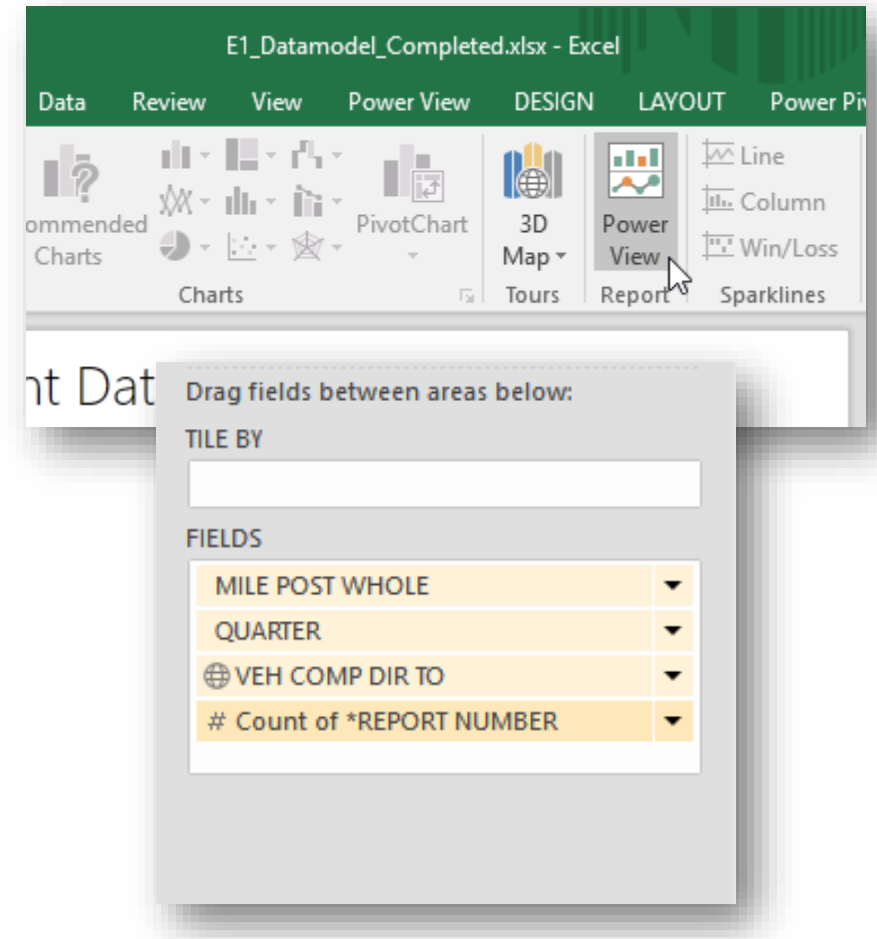 E1_Datamodel_Completed.xlsx - Excel
Data Review View Power View DESIGN LAYOUT Power Piv
ommended
Charts
PivotChart
3D
Map
Power
View
Line
Column
Win/Loss
Charts Tours Report Sparklines
nt Dat
Drag fields between areas below:
TILE BY
FIELDS
MILE POST WHOLE
QUARTER
VEH COMP DIR TO
# Count of *REPORT NUMBER